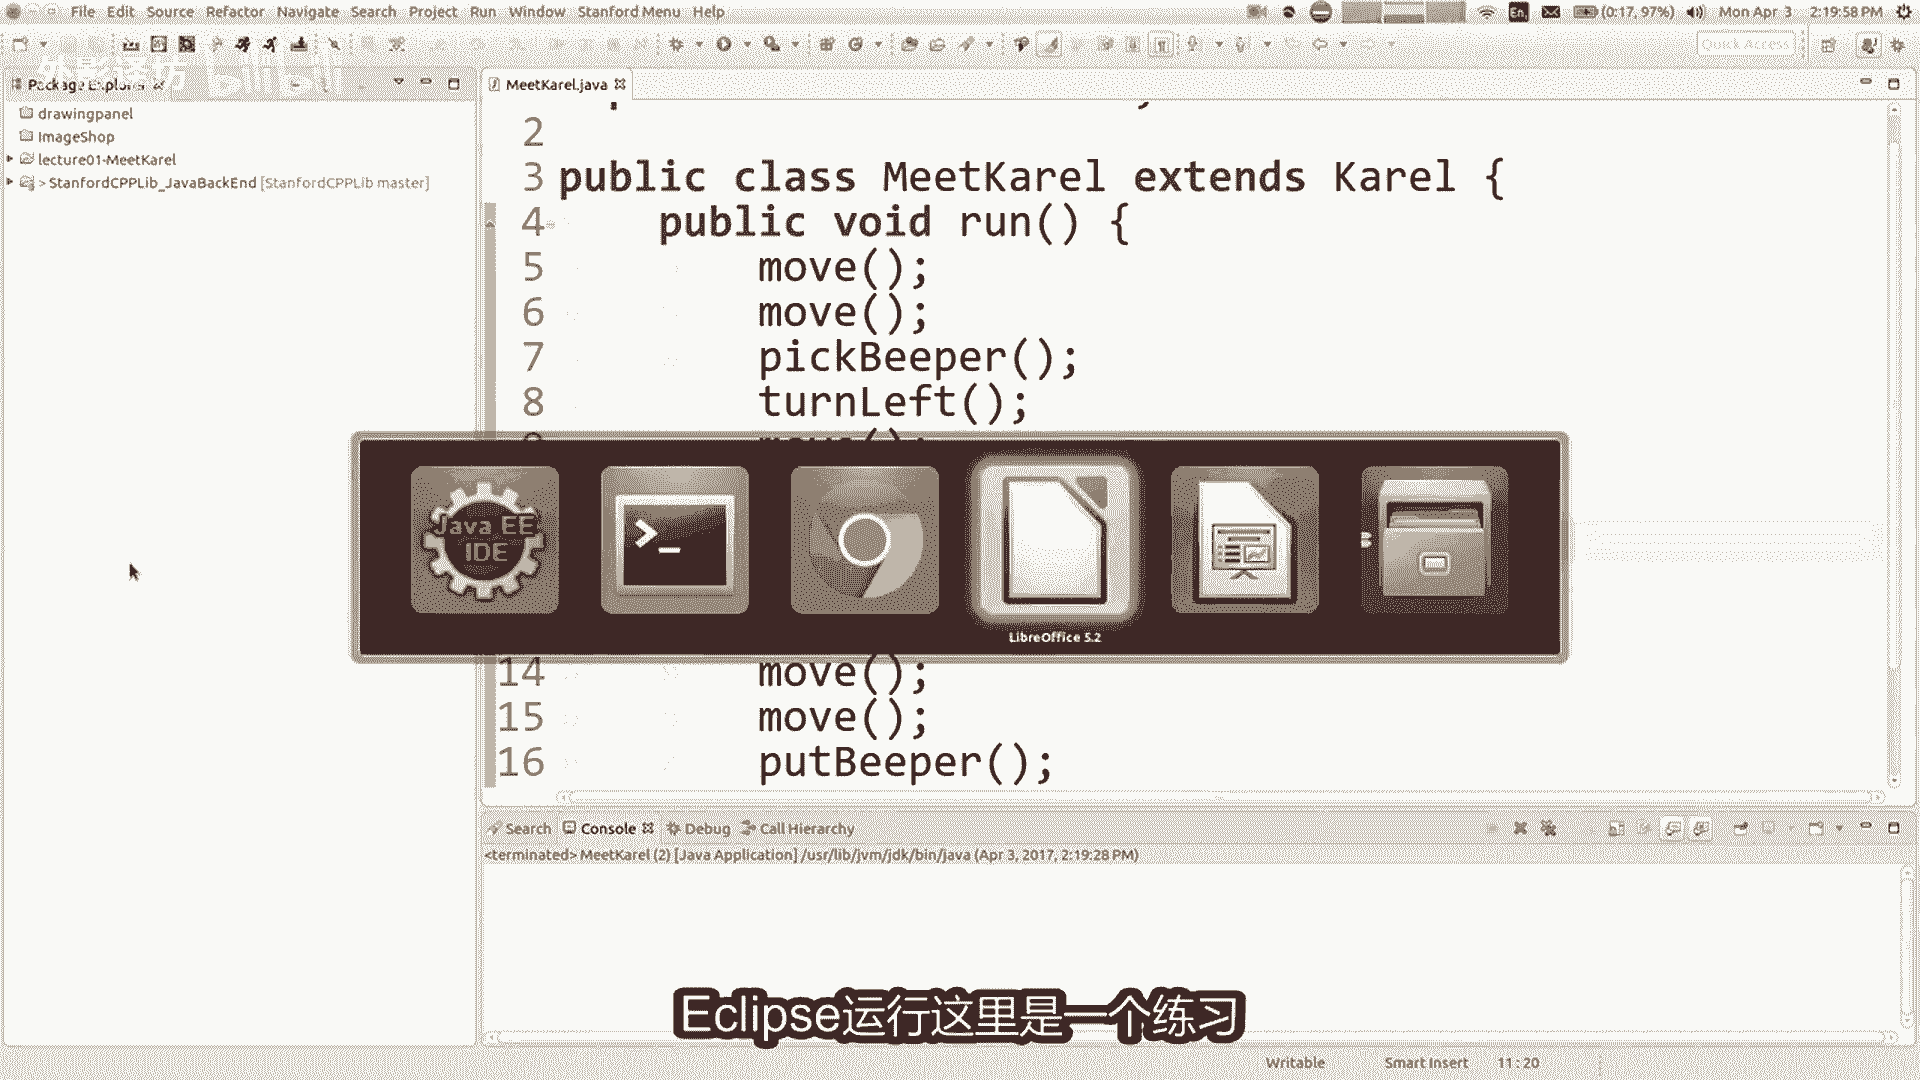 File Edit Source Refactor Navigate Search Project Run Window Stanford Menu Help
En (0:17, 97%) Mon Apr 3 2:19:58 PM
Quick Access
bilibili
Package Explorer
MeetKarel.java
drawingpanel
ImageShop
lecture01-MeetKarel
> StanfordCPPLib_JavaBackEnd [StanfordCPPLib master]
2
3 public class MeetKarel extends Karel {
4 public void run() {
5 move();
6 move();
7 pickBeeper();
8 turnLeft();
Java EE
IDE
LibreOffice 5.2
14 move();
15 move();
16 putBeeper();
Search Console Debug Call Hierarchy
<terminated> MeetKarel (2) [Java Application] /usr/lib/jvm/jdk/bin/java (Apr 3, 2017, 2:19:28 PM)
Eclipse运行这里是一个练习
Writable Smart Insert 11 : 20